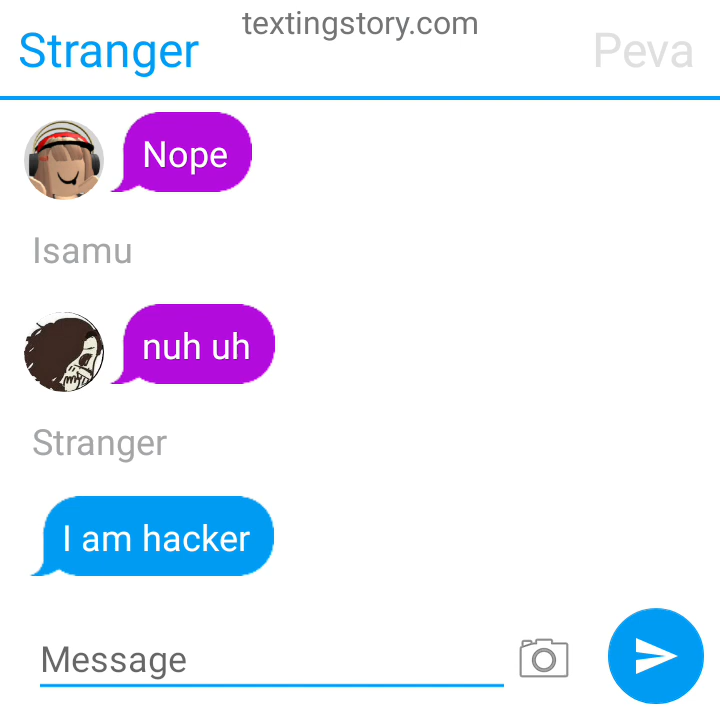 textingstory.com
Stranger Peva
Nope
Isamu
nuh uh
Stranger
I am hacker
Message